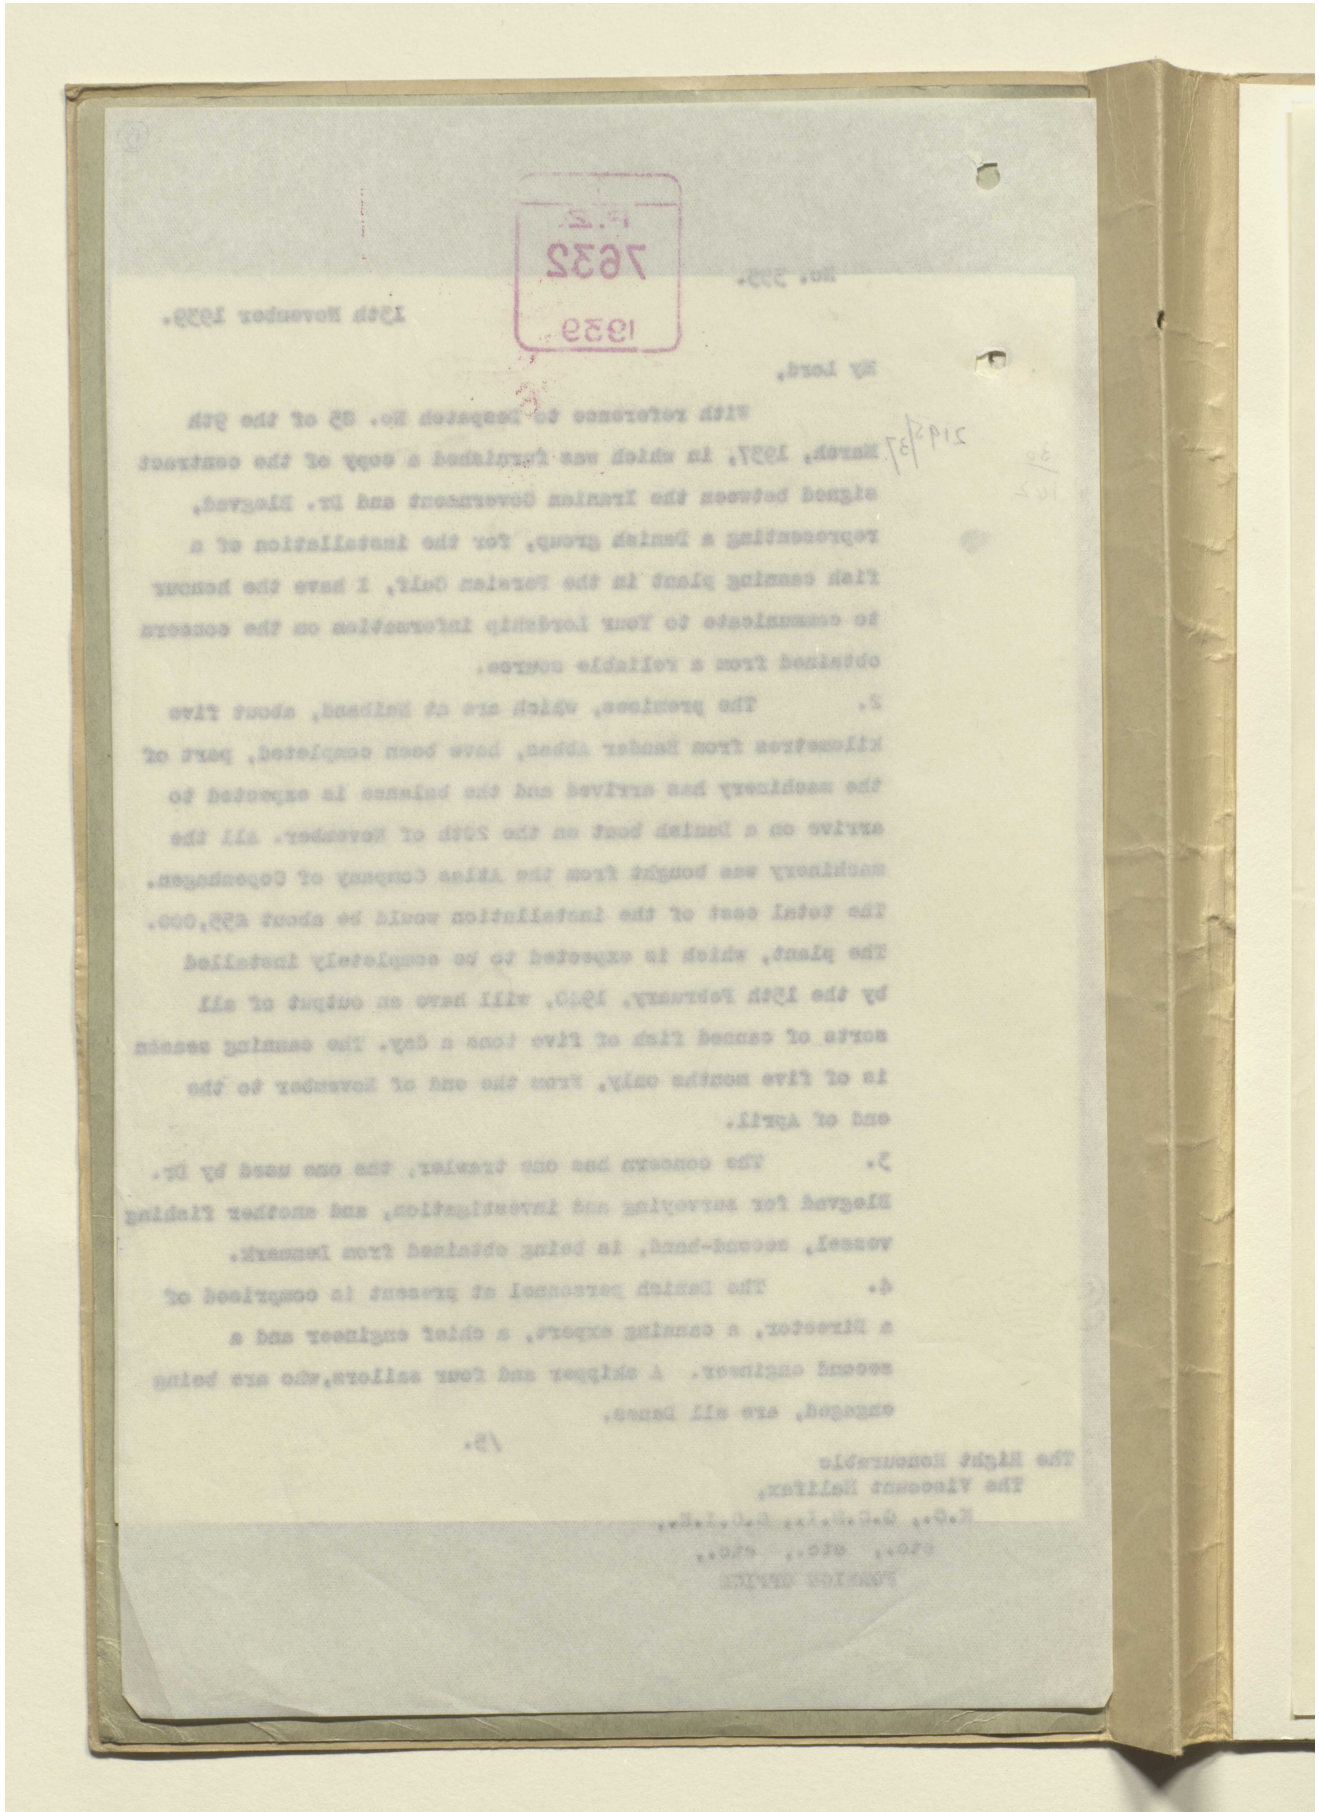 P.Z.
7632
1939
No. 395.
13th November 1939.
My Lord,
With reference to Despatch No. 85 of the 9th
March, 1937, in which was furnished a copy of the contract
2195/37
signed between the Iranian Government and Dr. Blegvad,
representing a Danish group, for the installation of a
fish canning plant in the Persian Gulf, I have the honour
to communicate to Your Lordship information on the concern
obtained from a reliable source.
2. The premises, which are at Naiband, about five
kilometres from Bandar Abbas, have been completed, part of
the machinery has arrived and the balance is expected to
arrive on a Danish boat on the 20th of November. All the
machinery was bought from the Atlas Company of Copenhagen.
The total cost of the installation would be about £55,000.
The plant, which is expected to be completely installed
by the 15th February, 1940, will have an output of all
sorts of canned fish of five tons a day. The canning season
is of five months only, from the end of November to the
end of April.
3. The concern has one trawler, the one used by Dr.
Blegvad for surveying and investigation, and another fishing
vessel, second-hand, is being obtained from Denmark.
4. The Danish personnel at present is comprised of
a Director, a canning expert, a chief engineer and a
second engineer. A skipper and four sailors,who are being
engaged, are all Danes.
/5.
The Right Honourable
The Viscount Halifax,
K.G., G.C.S.I., G.C.I.E.,
etc., etc., etc.,
FOREIGN OFFICE